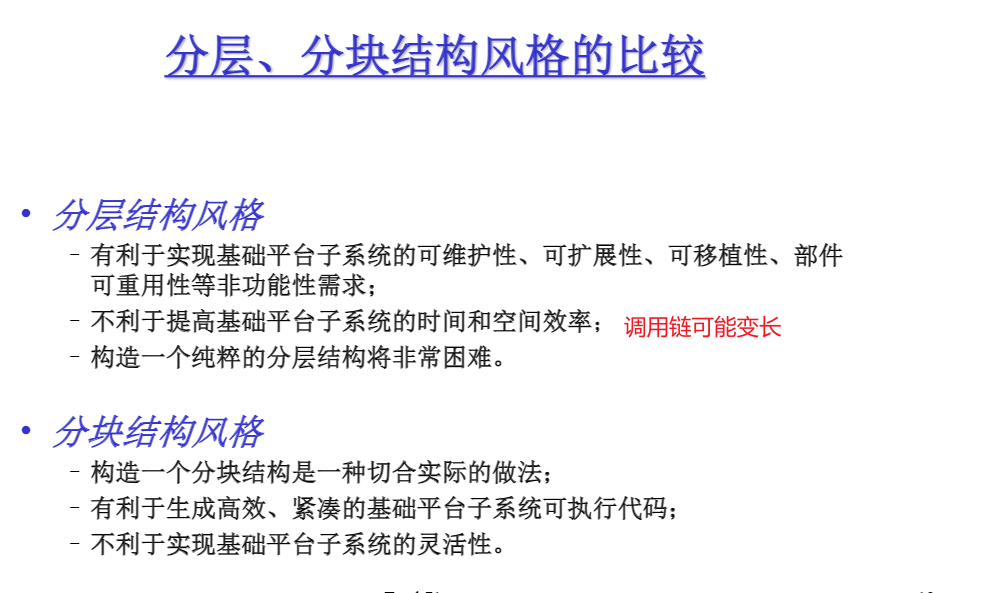 分层、分块结构风格的比较
• 分层结构风格
- 有利于实现基础平台子系统的可维护性、可扩展性、可移植性、部件
可重用性等非功能性需求；
- 不利于提高基础平台子系统的时间和空间效率； 调用链可能变长
- 构造一个纯粹的分层结构将非常困难。
• 分块结构风格
- 构造一个分块结构是一种切合实际的做法；
- 有利于生成高效、紧凑的基础平台子系统可执行代码；
- 不利于实现基础平台子系统的灵活性。